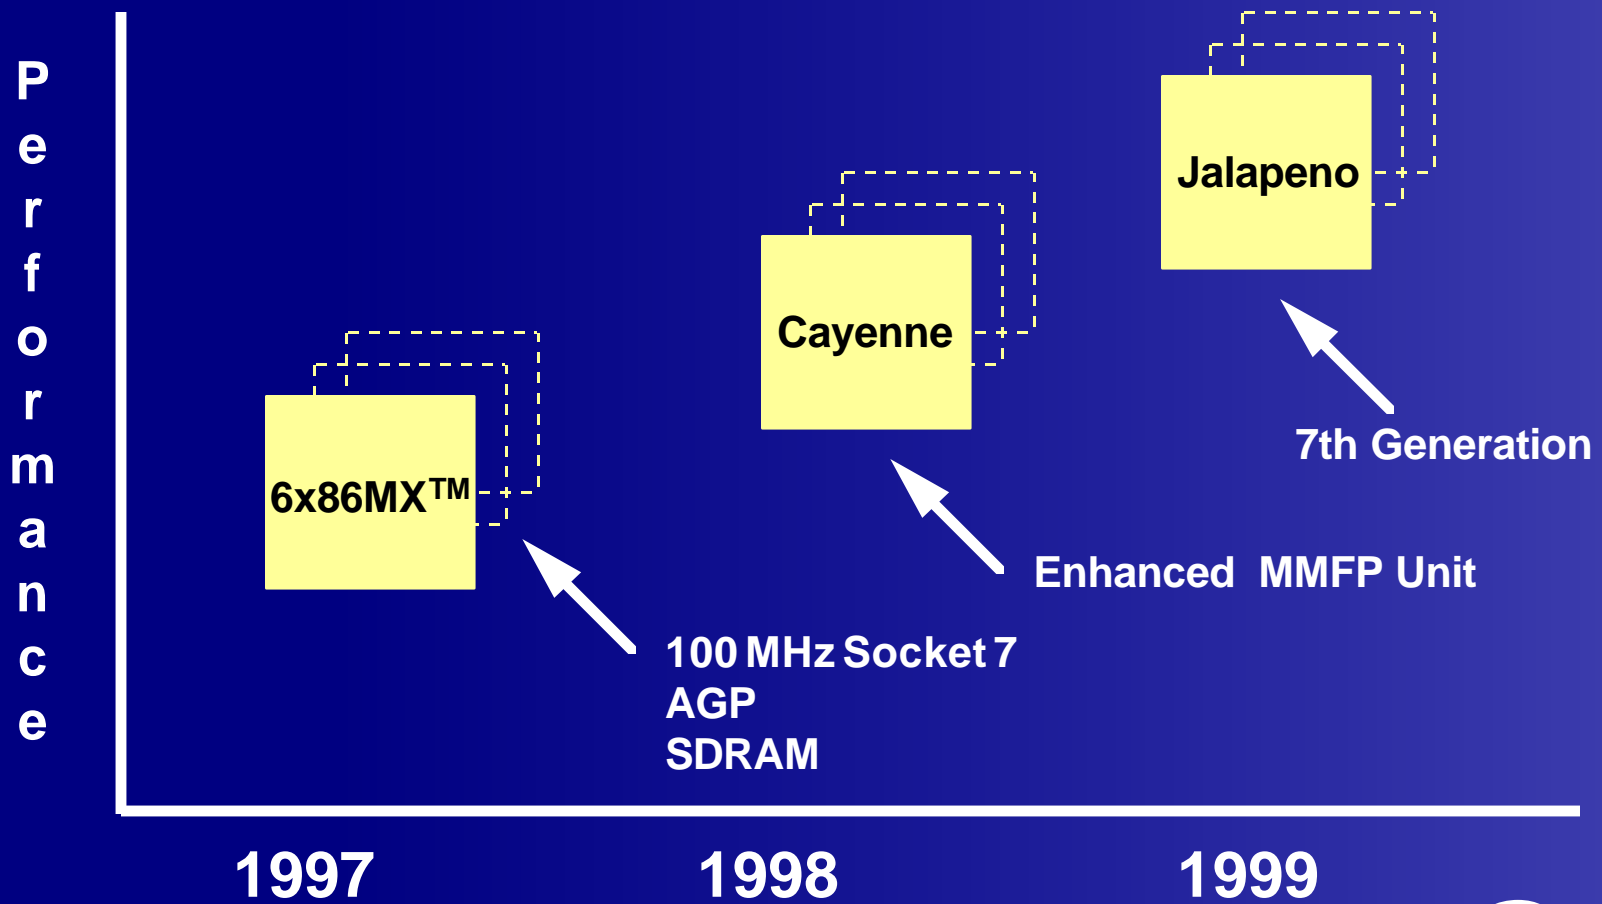 Performance
Jalapeno
Cayenne
7th Generation
6x86MX™
Enhanced MMFP Unit
100 MHz Socket 7
AGP
SDRAM
1997
1998
1999